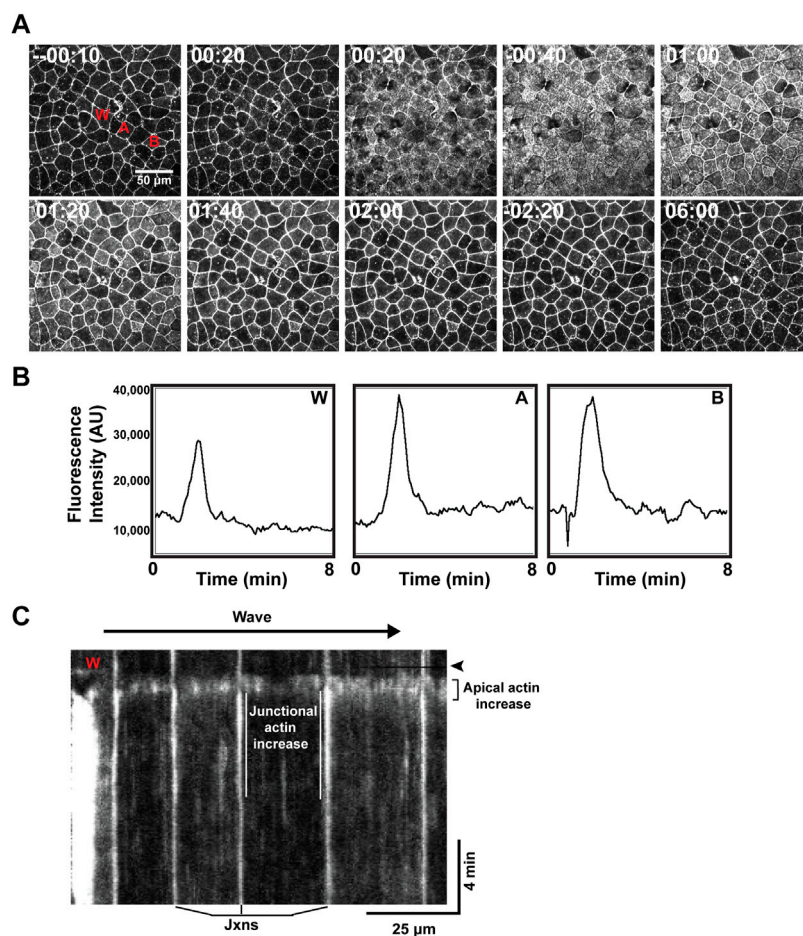 A
--00:10
00:20
00:20
-00:40
01:00
W
A
B
50 µm
01:20
01:40
02:00
-02:20
06:00
B
Fluorescence
Intensity (AU)
40,000
30,000
20,000
10,000
W
A
B
0
8
0
8
0
8
Time (min)
Time (min)
Time (min)
C
Wave
W
Apical actin
increase
Junctional
actin
increase
4 min
Jxns
25 µm